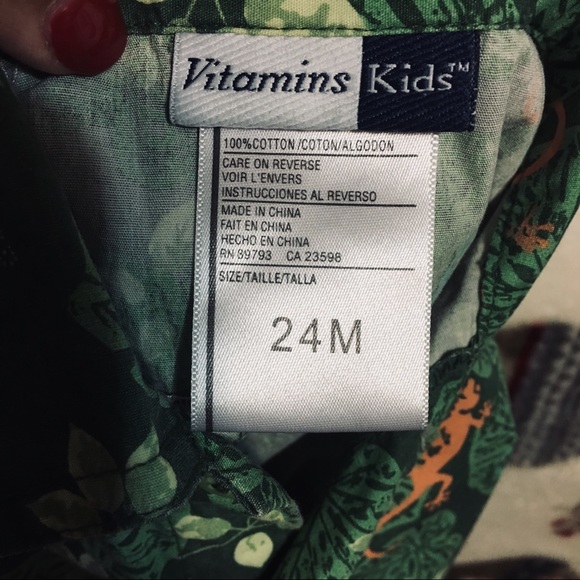 Vitamins Kids™
100%COTTON/COTON/ALGODON
CARE ON REVERSE
VOIR L'ENVERS
INSTRUCCIONES AL REVERSO
MADE IN CHINA
FAIT EN CHINA
HECHO EN CHINA
RN 89793 CA 23598
SIZE/TAILLE/TALLA
24M